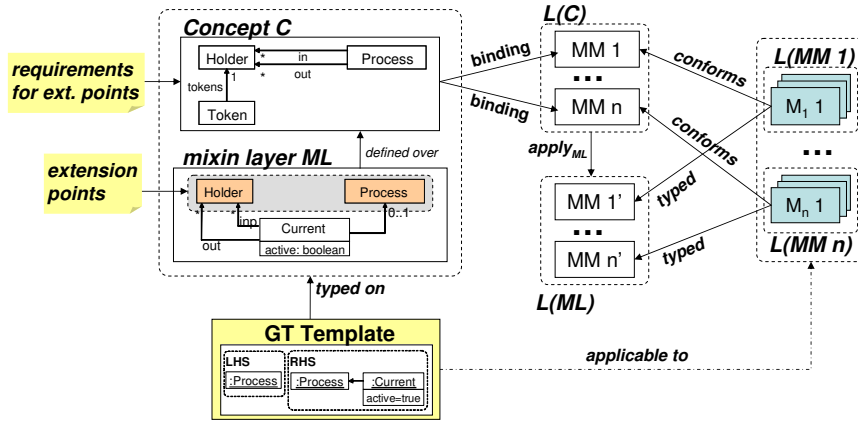 Concept C
L(C)
Holder
in
Process
*
*
out
1
tokens
Token
requirements
for ext. points
binding
binding
MM 1
...
MM n
conforms
conforms
L(MM 1)
M1 1
...
Mn 1
L(MM n)
defined over
applyML
mixin layer ML
extension
points
Holder
Process
*
*
inp
out
0..1
Current
active: boolean
MM 1'
...
MM n'
typed
typed
L(ML)
typed on
GT Template
LHS
:Process
RHS
:Process
:Current
active=true
applicable to